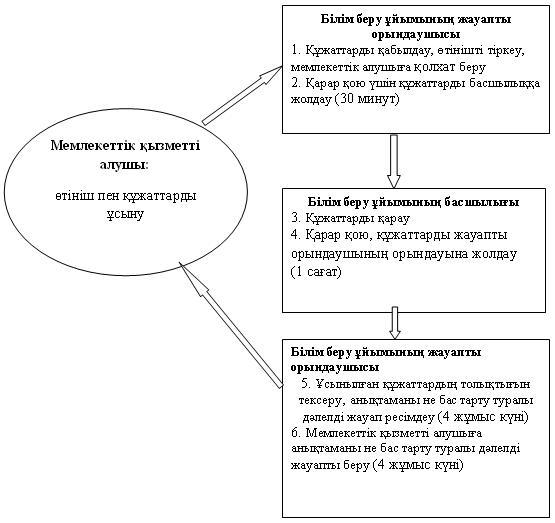 Мемлекеттік қызметті
алушы:
өтініш пен құжаттарды
ұсыну
Білім беру ұйымының жауапты
орындаушысы
1. Құжаттарды қабылдау, өтінішті тіркеу,
мемлекеттік алушыға қолхат беру
2. Қарар қою үшін құжаттарды басшылыққа
жолдау (30 минут)
Білім беру ұйымының басшылығы
3. Құжаттарды қарау
4. Қарар қою, құжаттарды жауапты
орындаушының орындауына жолдау
(1 сағат)
Білім беру ұйымының жауапты
орындаушысы
5. Ұсынылған құжаттардың толықтығын
тексеру, анықтаманы не бас тарту туралы
дәлелді жауап ресімдеу (4 жұмыс күні)
6. Мемлекеттік қызметті алушыға
анықтаманы не бас тарту туралы дәлелді
жауапты беру (4 жұмыс күні)